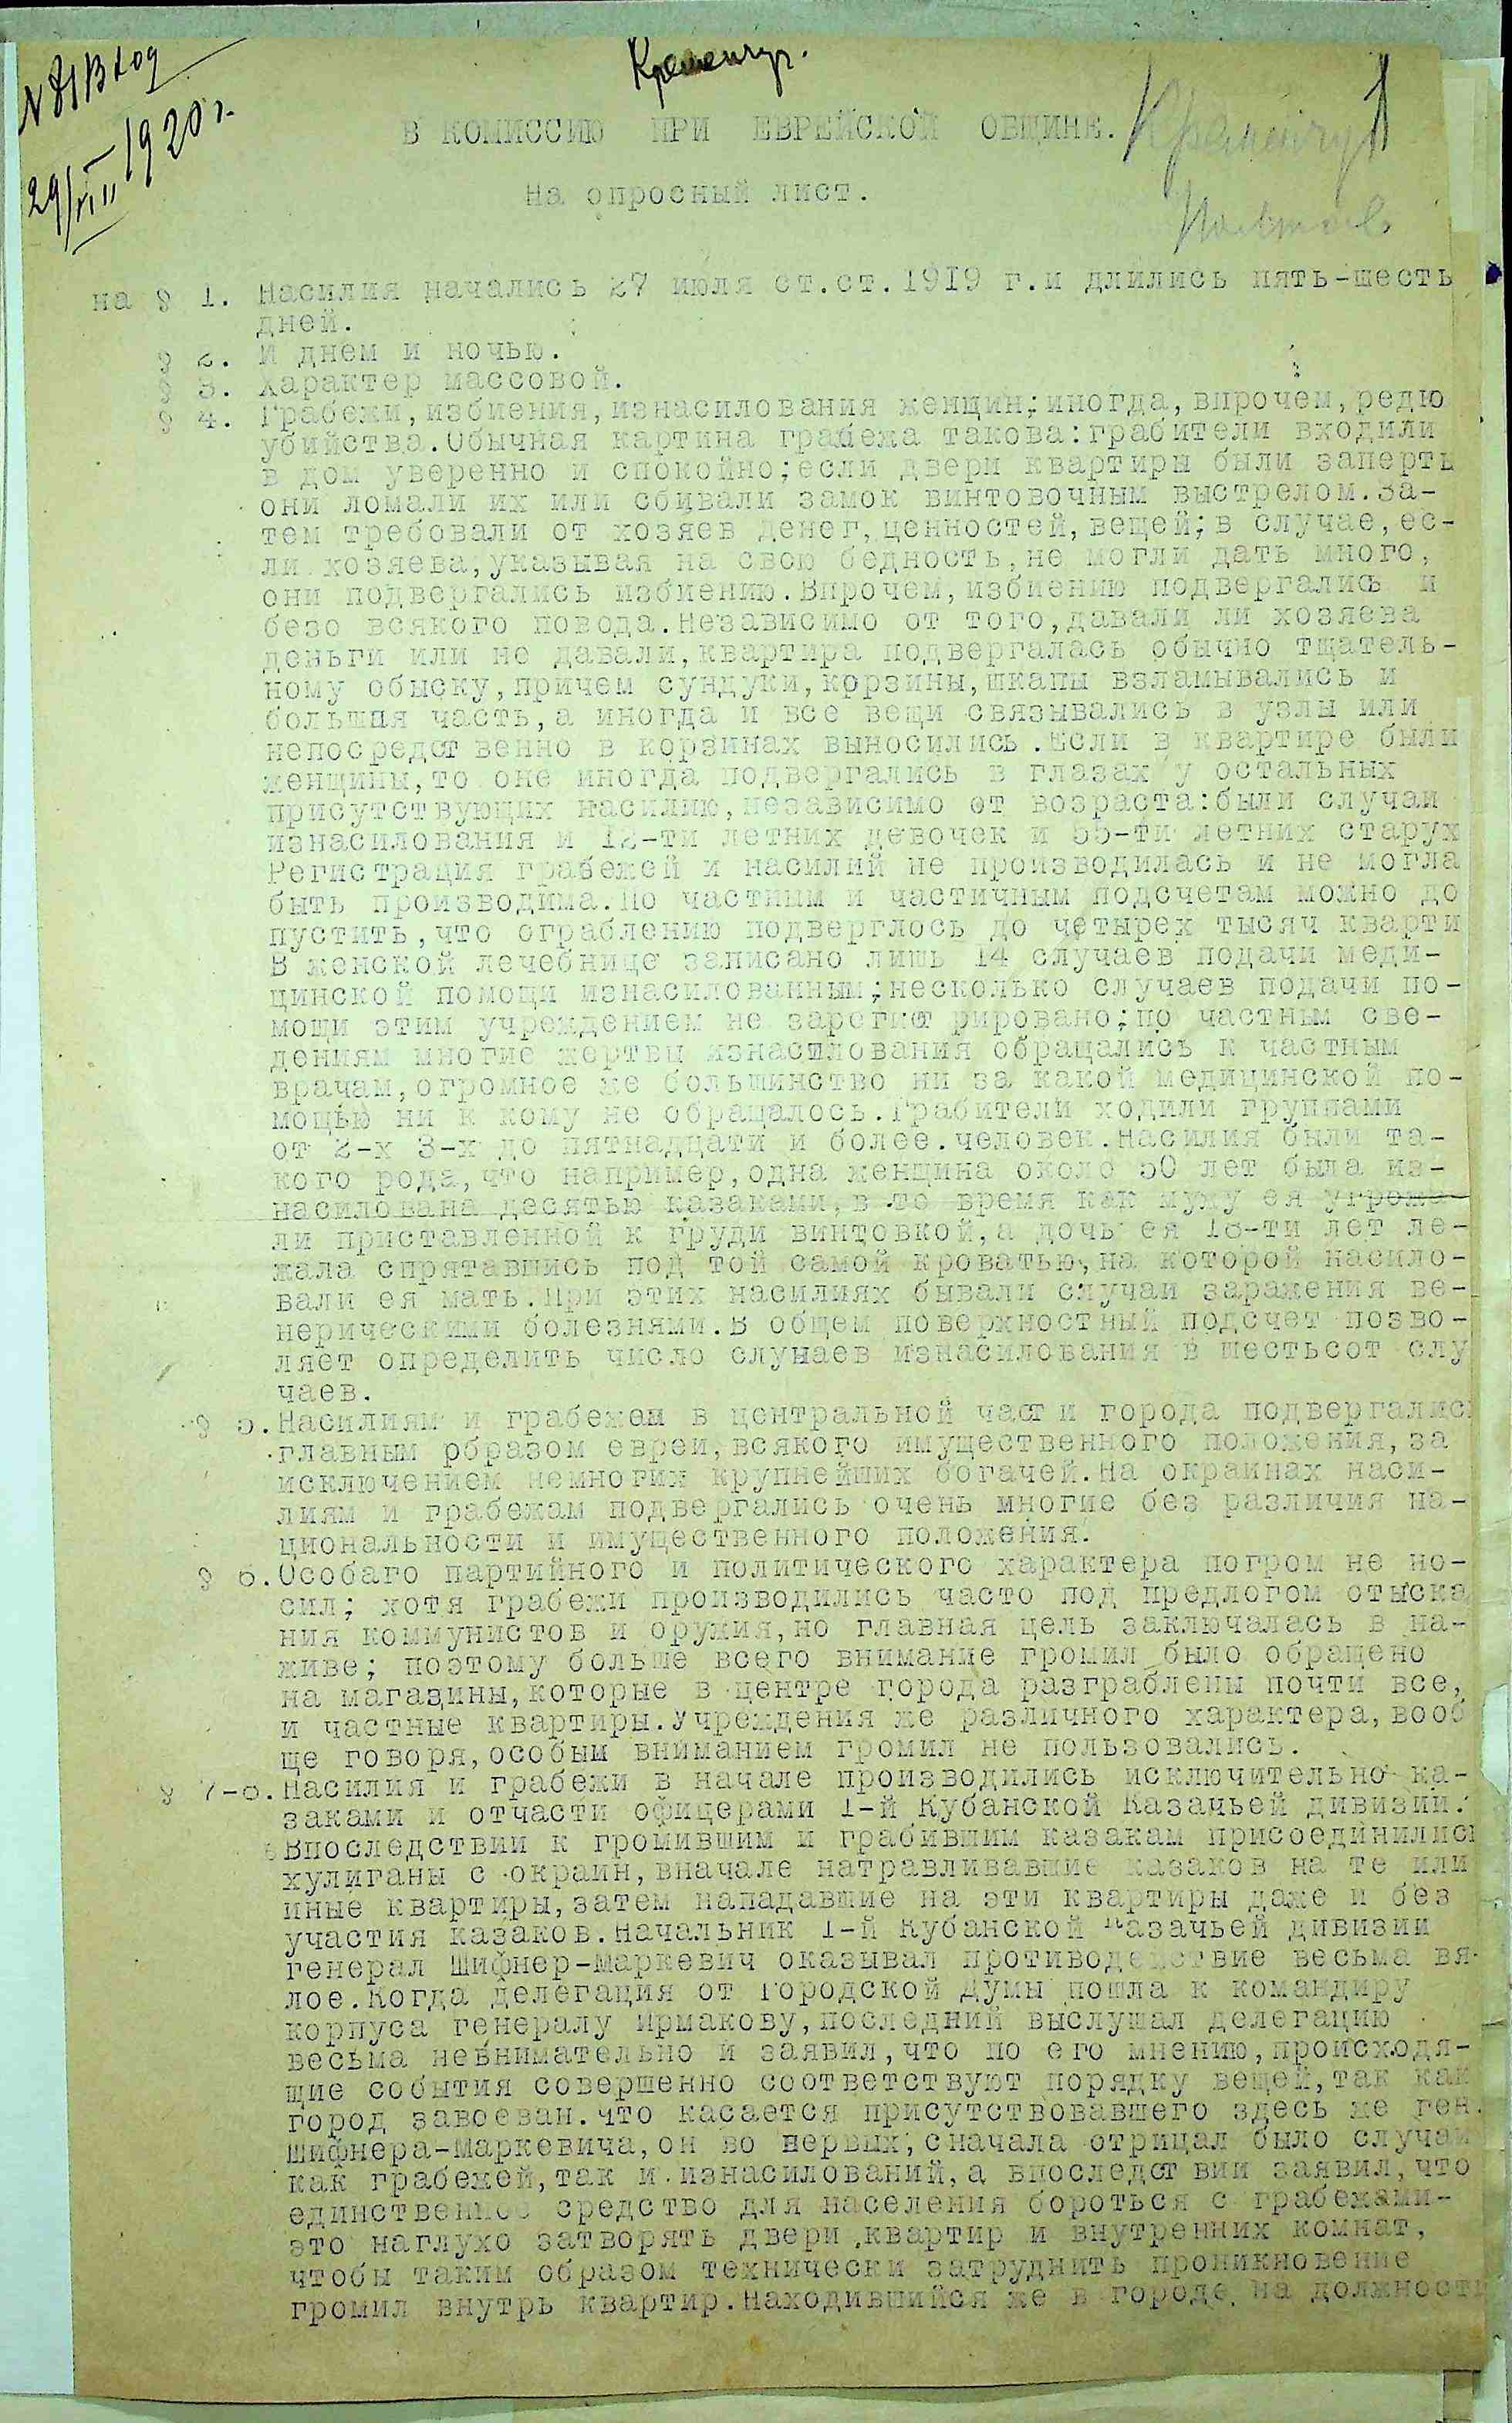 N 81 Вход
29/VIII 1920 г.
Кременчуг.
В КОМИССИЮ ПРИ ЕВРЕЙСКОЙ ОБЩИНЕ.
Кременчуг
На опросный лист.
на § 1. Насилия начались 27 июля ст.ст.1919 г.и длились пять-шесть
дней.
§ 2. И днем и ночью.
§ 3. Характер массовой.
§ 4. Грабежи,избиения,изнасилования женщин;иногда,впрочем,редко
убийства.Обычная картина грабежа такова:грабители входили
в дом уверенно и спокойно;если двери квартиры были заперты
они ломали их или сбивали замок винтовочным выстрелом.За-
тем требовали от хозяев денег,ценностей,вещей;в случае,ес-
ли хозяева,указывая на свою бедность,не могли дать много,
они подвергались избиению.Впрочем,избиению подвергались и
безо всякого повода.Независимо от того,давали ли хозяева
деньги или не давали,квартира подвергалась обычно тщатель-
ному обыску,причем сундуки,корзины,шкапы взламывались и
большая часть,а иногда и все вещи связывались в узлы или
непосредственно в корзинах выносились.Если в квартире были
женщины,то оне иногда подвергались в глазах у остальных
присутствующих насилию,независимо от возраста:были случаи
изнасилования и 12-ти летних девочек и 55-ти летних старух
Регистрация грабежей и насилий не производилась и не могла
быть производима.По частным и частичным подсчетам можно до
пустить,что ограблению подверглось до четырех тысяч кварти
В женской лечебнице записано лишь 14 случаев подачи меди-
цинской помощи изнасилованным;несколько случаев подачи по-
мощи этим учреждением не зарегистрировано;по частным све-
дениям многие жертвы изнасилования обращались к частным
врачам,огромное же большинство ни за какой медицинской по-
мощью ни к кому не обращалось.Грабители ходили группами
от 2-х 3-х до пятнадцати и более.человек.Насилия были та-
кого рода,что например,одна женщина около 50 лет была из-
насилована десятью казаками,в то время как мужу ея угрожа-
ли приставленной к груди винтовкой,а дочь ея 18-ти лет ле-
жала спрятавшись под той самой кроватью,на которой насило-
вали ея мать.При этих насилиях бывали случаи заражения ве-
нерическими болезнями.В общем поверхностный подсчет позво-
ляет определить число случаев изнасилования в шестьсот слу
чаев.
§ 5.Насилиям и грабежам в центральной части города подвергалис
главным образом евреи,всякого имущественного положения,за
исключением немногих крупнейших богачей.На окраинах наси-
лиям и грабежам подвергались очень многие без различия на-
циональности и имущественного положения.
§ 6.Особаго партийного и политического характера погром не но-
сил; хотя грабежи производились часто под предлогом отыска
ния коммунистов и оружия,но главная цель заключалась в на-
живе; поэтому больше всего внимание громил было обращено
на магазины,которые в центре города разграблены почти все,
и частные квартиры.Учреждения же различного характера,вооб
ще говоря,особым вниманием громил не пользовались.
§ 7-8.Насилия и грабежи в начале производились исключительно ка-
заками и отчасти офицерами 1-й Кубанской Казачьей дивизии.
Впоследствии к громившим и грабившим казакам присоединилис
хулиганы с окраин,вначале натравливавшие казаков на те или
иные квартиры,затем нападавшие на эти квартиры даже и без
участия казаков.Начальник 1-й Кубанской Казачьей дивизии
генерал Шифнер-Маркевич оказывал противодействие весьма вя-
лое.Когда делегация от Городской Думы пошла к командиру
корпуса генералу Ирмакову,последний выслушал делегацию
весьма невнимательно и заявил,что по его мнению,происходя-
щие события совершенно соответствуют порядку вещей,так как
город завоеван.Что касается присутствовавшего здесь же ген.
Шифнера-Маркевича,он во первых,сначала отрицал было случаи
как грабежей,так и изнасилований,а впоследствии заявил,что
единственное средство для населения бороться с грабежами-
это наглухо затворять двери квартир и внутренних комнат,
чтобы таким образом технически затруднить проникновение
громил внутрь квартир.Находившийся же в городе на должности